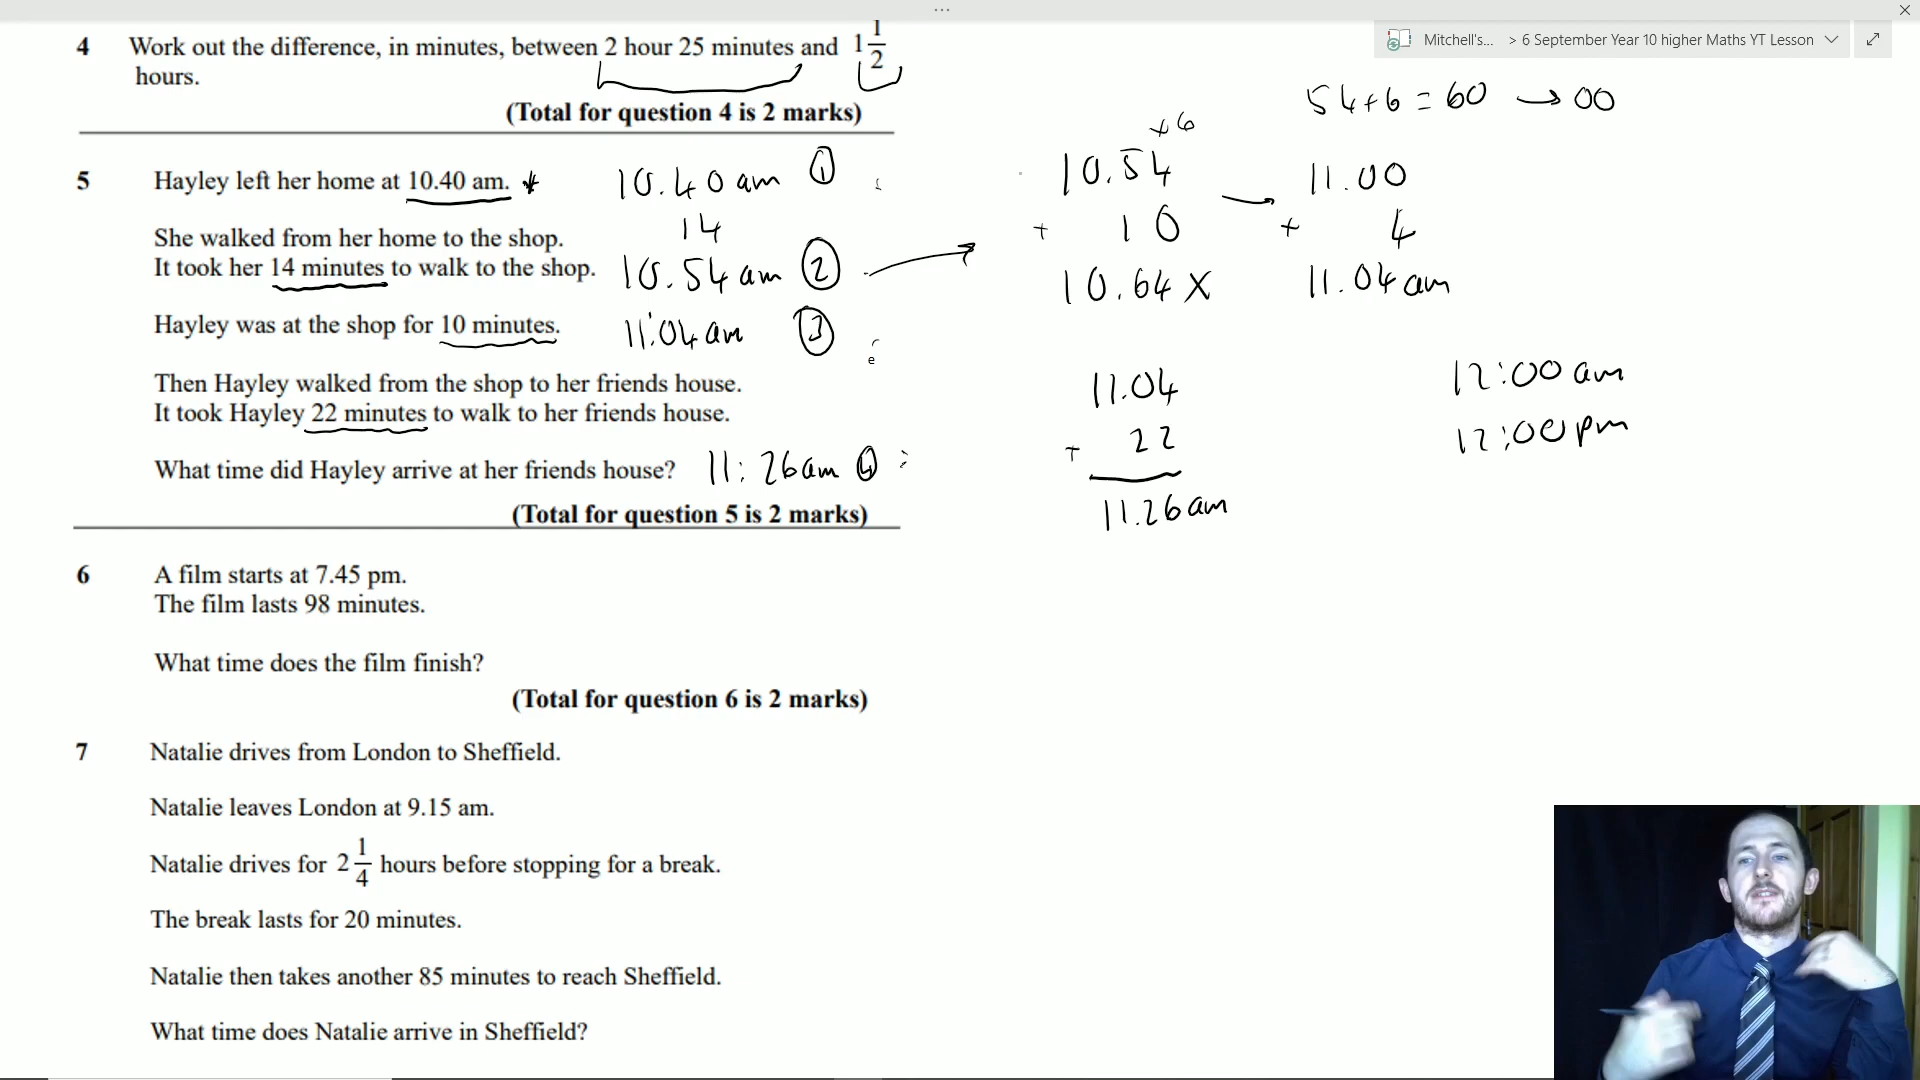 Mitchell's... > 6 September Year 10 higher Maths YT Lesson
4 Work out the difference, in minutes, between 2 hour 25 minutes and 1 1/2
hours.
(Total for question 4 is 2 marks)
5 Hayley left her home at 10.40 am.
She walked from her home to the shop.
It took her 14 minutes to walk to the shop.
Hayley was at the shop for 10 minutes.
Then Hayley walked from the shop to her friends house.
It took Hayley 22 minutes to walk to her friends house.
What time did Hayley arrive at her friends house?
(Total for question 5 is 2 marks)
10.40 am 1
14
10.54 am 2
11:04 am 3
11:26 am 4
e
54+6 = 60 → 00
+6
10.54
+ 10
10.64 X
11.00
+ 4
11.04 am
11.04
+ 22
11.26 am
12:00 am
12:00 pm
6 A film starts at 7.45 pm.
The film lasts 98 minutes.
What time does the film finish?
(Total for question 6 is 2 marks)
7 Natalie drives from London to Sheffield.
Natalie leaves London at 9.15 am.
Natalie drives for 2 1/4 hours before stopping for a break.
The break lasts for 20 minutes.
Natalie then takes another 85 minutes to reach Sheffield.
What time does Natalie arrive in Sheffield?